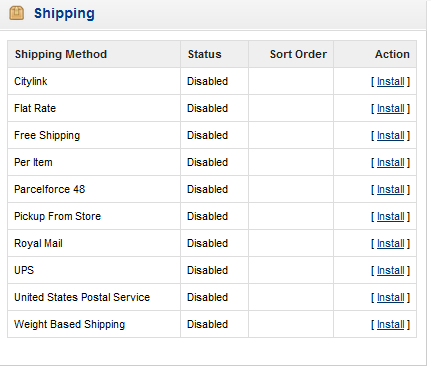 Shipping
Shipping Method Status Sort Order Action
Citylink Disabled [ Install ]
Flat Rate Disabled [ Install ]
Free Shipping Disabled [ Install ]
Per Item Disabled [ Install ]
Parcelforce 48 Disabled [ Install ]
Pickup From Store Disabled [ Install ]
Royal Mail Disabled [ Install ]
UPS Disabled [ Install ]
United States Postal Service Disabled [ Install ]
Weight Based Shipping Disabled [ Install ]